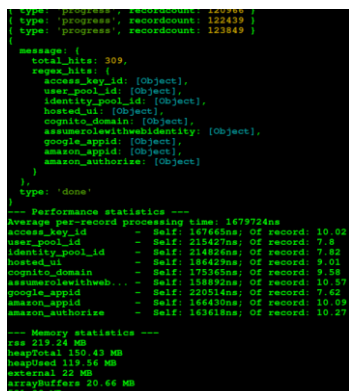 { type: 'progress', recordcount: 120966 }
{ type: 'progress', recordcount: 122439 }
{ type: 'progress', recordcount: 123849 }
{
  message: {
    total_hits: 309,
    regex_hits: {
      access_key_id: [Object],
      user_pool_id: [Object],
      identity_pool_id: [Object],
      hosted_ui: [Object],
      cognito_domain: [Object],
      assumerolewithwebidentity: [Object],
      google_appid: [Object],
      amazon_appid: [Object],
      amazon_authorize: [Object]
    }
  },
  type: 'done'
}
--- Performance statistics ---
Average per-record processing time: 1679724ns
access_key_id - Self: 167665ns; Of record: 10.02
user_pool_id - Self: 215427ns; Of record: 7.8
identity_pool_id - Self: 214826ns; Of record: 7.82
hosted_ui - Self: 186429ns; Of record: 9.01
cognito_domain - Self: 175365ns; Of record: 9.58
assumerolewithweb... - Self: 158892ns; Of record: 10.57
google_appid - Self: 220514ns; Of record: 7.62
amazon_appid - Self: 166430ns; Of record: 10.09
amazon_authorize - Self: 163618ns; Of record: 10.27
--- Memory statistics ---
rss 219.24 MB
heapTotal 150.43 MB
heapUsed 119.56 MB
external 22 MB
arrayBuffers 20.66 MB